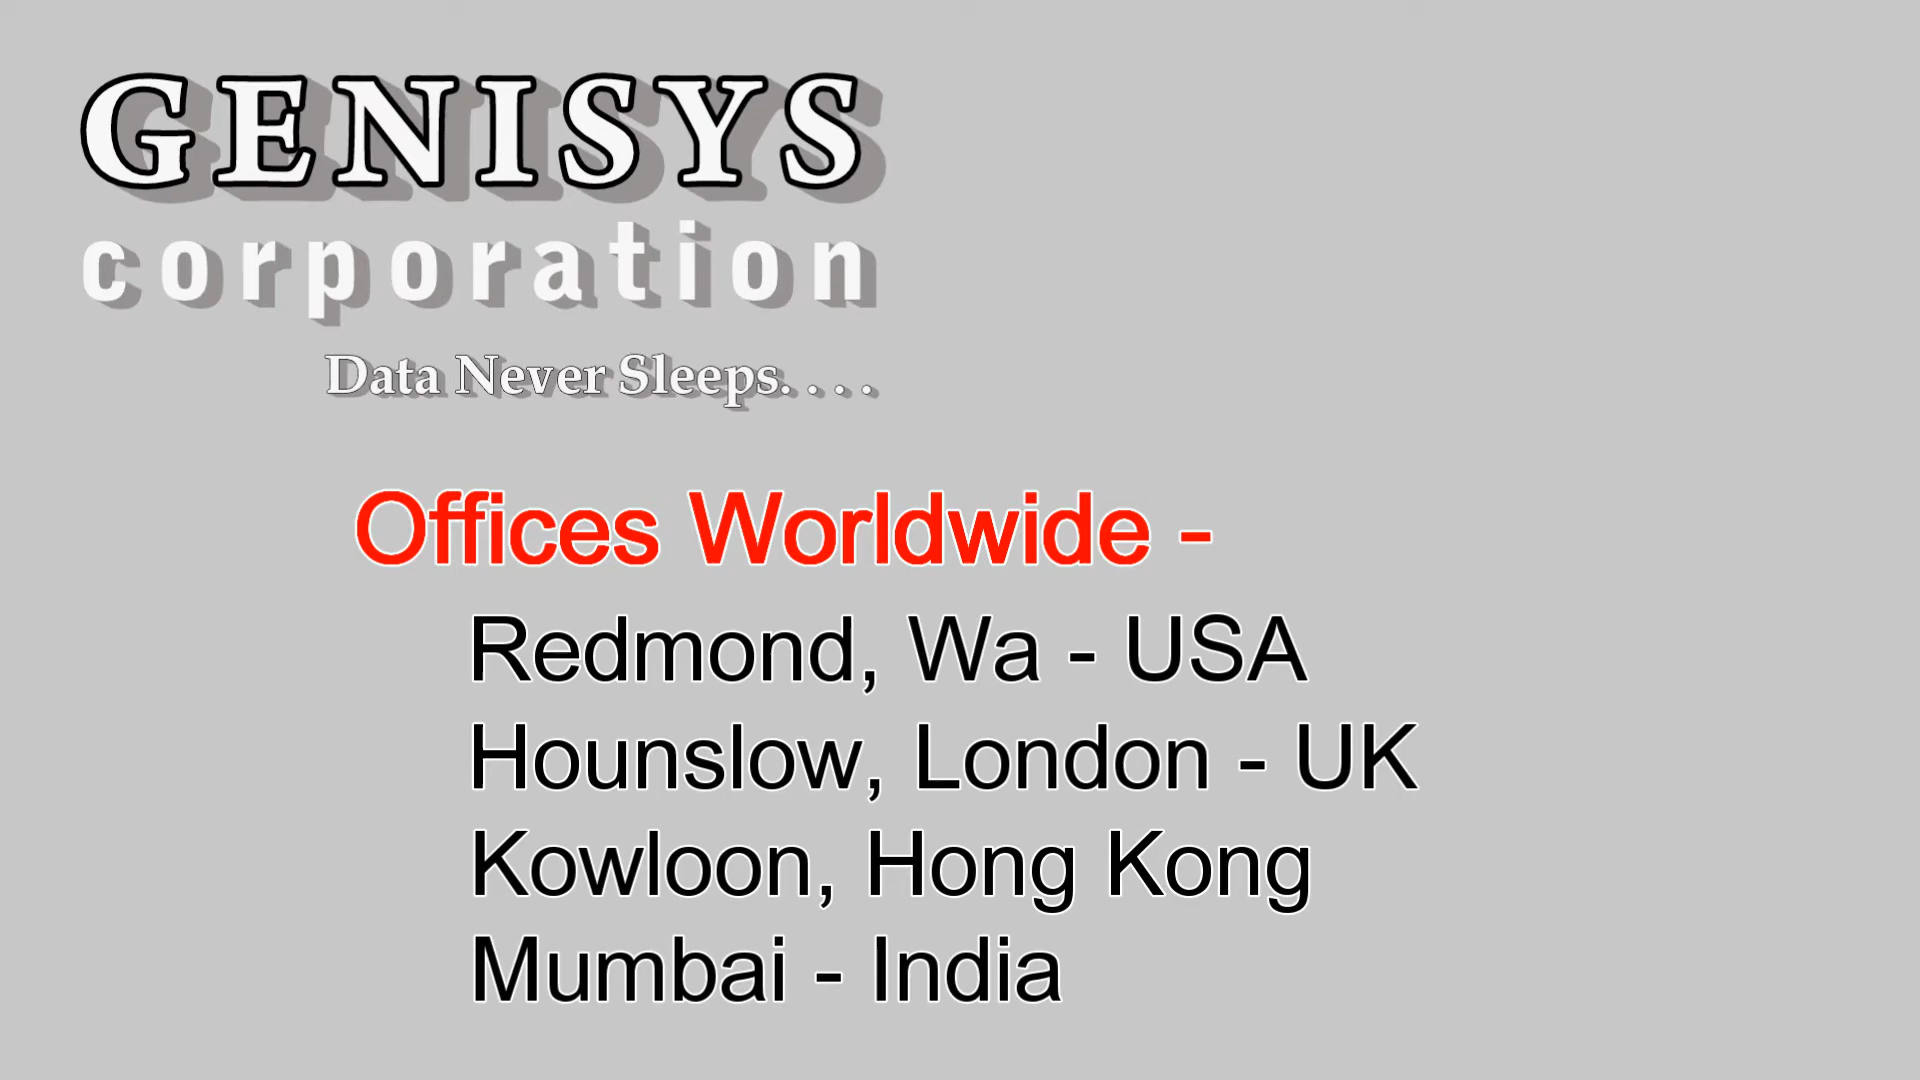 GENISYS
corporation
Data Never Sleeps. . . .
Offices Worldwide -
Redmond, Wa - USA
Hounslow, London - UK
Kowloon, Hong Kong
Mumbai - India